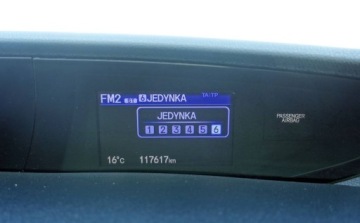 FM2 6 JEDYNKA
JEDYNKA
1 2 3 4 5 6
16°C 117617km
PASSENGER
AIRBAG